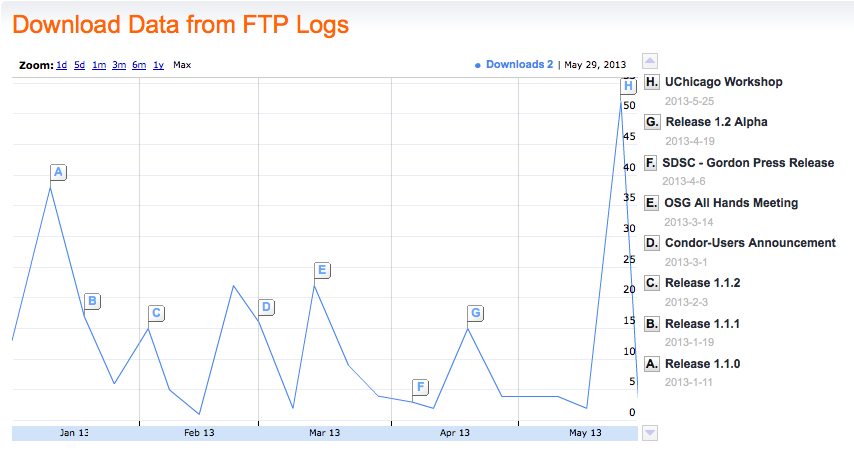 Download Data from FTP Logs
Zoom: 1d 5d 1m 3m 6m 1y Max
Downloads 2 | May 29, 2013
55
50
45
40
35
30
25
20
15
10
5
0
A
B
C
D
E
F
G
H
Jan 13 Feb 13 Mar 13 Apr 13 May 13
H. UChicago Workshop
2013-5-25
G. Release 1.2 Alpha
2013-4-19
F. SDSC - Gordon Press Release
2013-4-6
E. OSG All Hands Meeting
2013-3-14
D. Condor-Users Announcement
2013-3-1
C. Release 1.1.2
2013-2-3
B. Release 1.1.1
2013-1-19
A. Release 1.1.0
2013-1-11